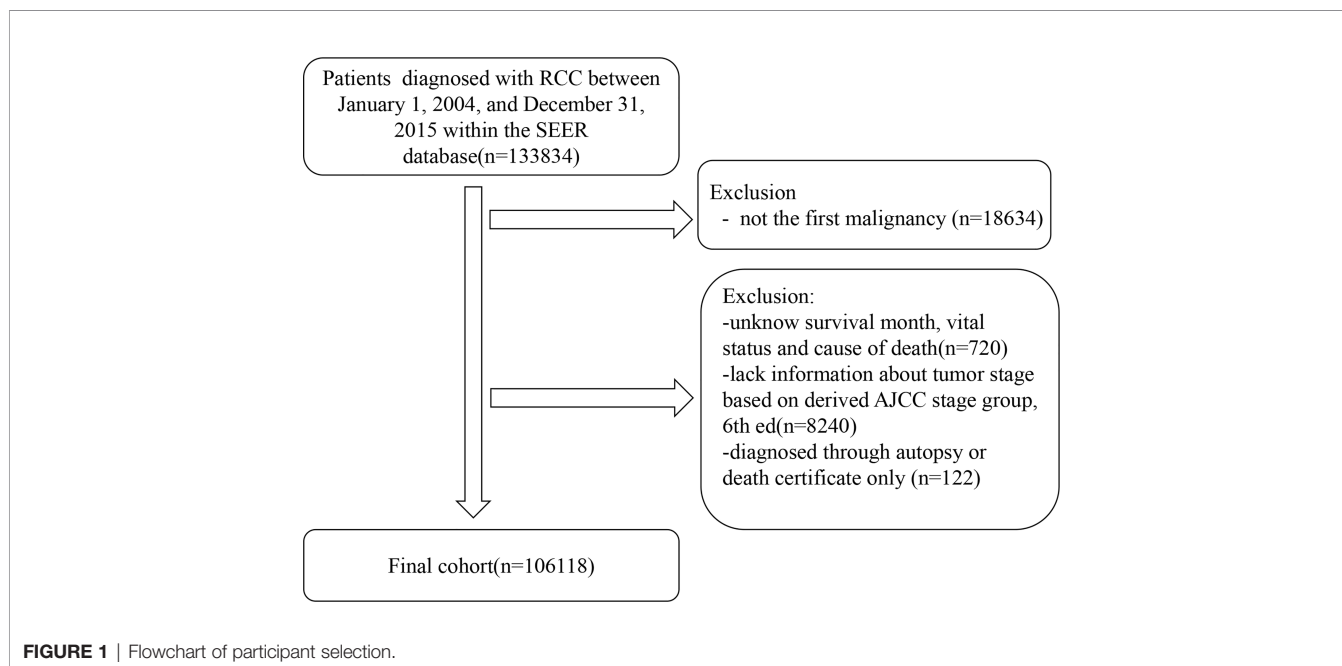 Patients diagnosed with RCC between
January 1, 2004, and December 31,
2015 within the SEER
database(n=133834)
Exclusion
- not the first malignancy (n=18634)
Exclusion:
-unknow survival month, vital
status and cause of death(n=720)
-lack information about tumor stage
based on derived AJCC stage group,
6th ed(n=8240)
-diagnosed through autopsy or
death certificate only (n=122)
Final cohort(n=106118)
FIGURE 1 | Flowchart of participant selection.